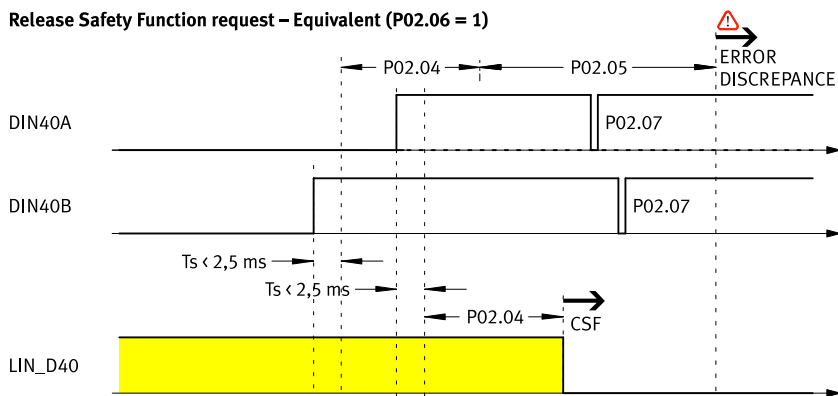 Release Safety Function request – Equivalent (P02.06 = 1)
P02.04
P02.05
ERROR
DISCREPANCE
DIN40A
P02.07
DIN40B
P02.07
Ts < 2,5 ms
Ts < 2,5 ms
P02.04
CSF
LIN_D40